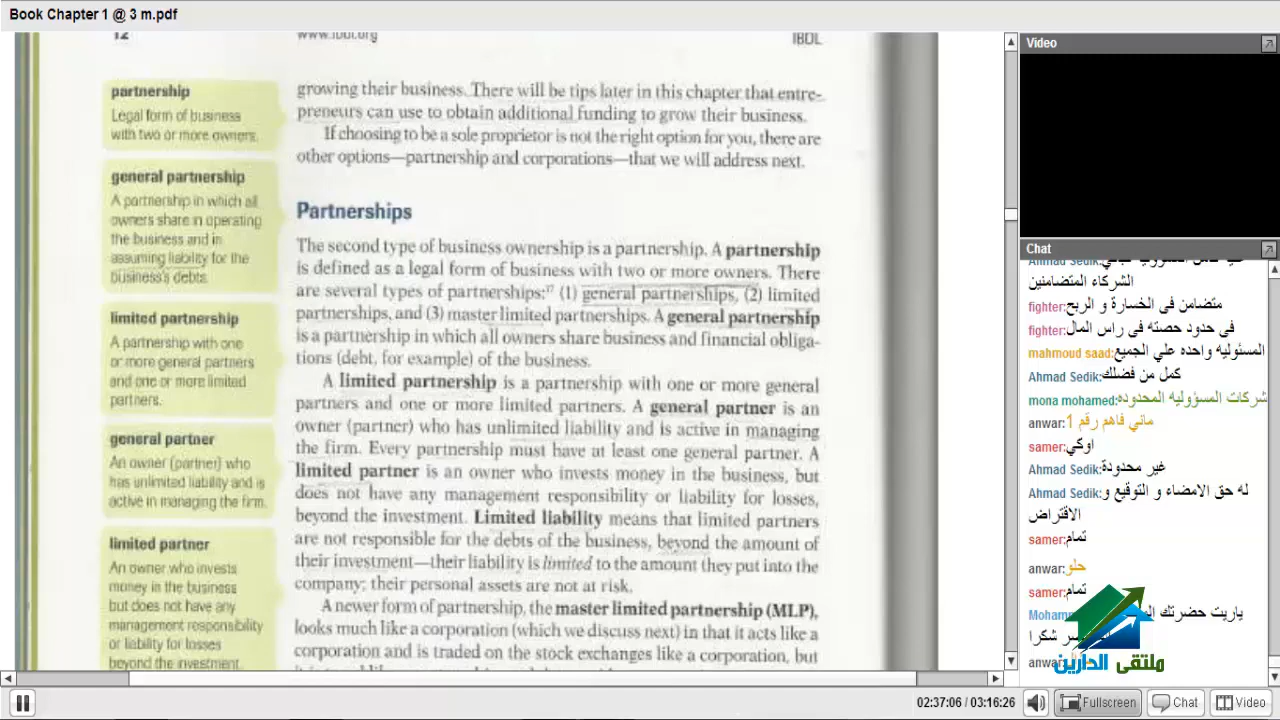 Book Chapter 1 @ 3 m.pdf
12
www.ibdl.org
IBDL
partnership
Legal form of business
with two or more owners.
general partnership
A partnership in which all
owners share in operating
the business and in
assuming liability for the
business's debts.
limited partnership
A partnership with one
or more general partners
and one or more limited
partners.
general partner
An owner (partner) who
has unlimited liability and is
active in managing the firm.
limited partner
An owner who invests
money in the business
but does not have any
management responsibility
or liability for losses
beyond the investment.
growing their business. There will be tips later in this chapter that entre-
preneurs can use to obtain additional funding to grow their business.
If choosing to be a sole proprietor is not the right option for you, there are
other options—partnership and corporations—that we will address next.
Partnerships
The second type of business ownership is a partnership. A partnership
is defined as a legal form of business with two or more owners. There
are several types of partnerships:17 (1) general partnerships, (2) limited
partnerships, and (3) master limited partnerships. A general partnership
is a partnership in which all owners share business and financial obliga-
tions (debt, for example) of the business.
A limited partnership is a partnership with one or more general
partners and one or more limited partners. A general partner is an
owner (partner) who has unlimited liability and is active in managing
the firm. Every partnership must have at least one general partner. A
limited partner is an owner who invests money in the business, but
does not have any management responsibility or liability for losses,
beyond the investment. Limited liability means that limited partners
are not responsible for the debts of the business, beyond the amount of
their investment—their liability is limited to the amount they put into the
company; their personal assets are not at risk.
A newer form of partnership, the master limited partnership (MLP),
looks much like a corporation (which we discuss next) in that it acts like a
corporation and is traded on the stock exchanges like a corporation, but
Video
Chat
Ahmad Sedik:
الشركاء المتضامنين
fighter:متضامن فى الخسارة و الربح
fighter:فى حدود حصته فى راس المال
mahmoud saad:المسئوليه واحده علي الجميع
Ahmad Sedik:كمل من فضلك
mona mohamed:شركات المسؤوليه المحدوده
anwar:ماني فاهم رقم 1
samer:اوكي
Ahmad Sedik:غير محدودة
Ahmad Sedik:له حق الامضاء و التوقيع و
الاقتراض
samer:تمام
anwar:حلو
samer:تمام
ياريت حضرتك
شكرا
anwar:
ملتقى الدارين
02:37:06 / 03:16:26
Fullscreen
Chat
Video